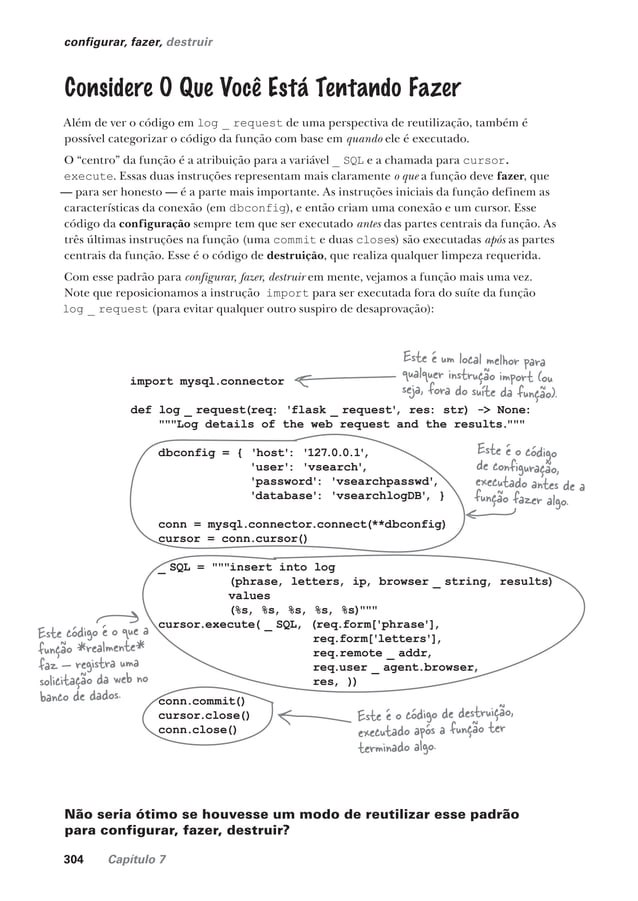 configurar, fazer, destruir
Considere O Que Você Está Tentando Fazer
Além de ver o código em log _ request de uma perspectiva de reutilização, também é
possível categorizar o código da função com base em quando ele é executado.
O “centro” da função é a atribuição para a variável _ SQL e a chamada para cursor.
execute. Essas duas instruções representam mais claramente o que a função deve fazer, que
— para ser honesto — é a parte mais importante. As instruções iniciais da função definem as
características da conexão (em dbconfig), e então criam uma conexão e um cursor. Esse
código da configuração sempre tem que ser executado antes das partes centrais da função. As
três últimas instruções na função (uma commit e duas closes) são executadas após as partes
centrais da função. Esse é o código de destruição, que realiza qualquer limpeza requerida.
Com esse padrão para configurar, fazer, destruir em mente, vejamos a função mais uma vez.
Note que reposicionamos a instrução import para ser executada fora do suíte da função
log _ request (para evitar qualquer outro suspiro de desaprovação):
Este é um local melhor para
qualquer instrução import (ou
seja, fora do suíte da função).
import mysql.connector
def log _ request(req: 'flask _ request', res: str) -> None:
"""Log details of the web request and the results."""
dbconfig = { 'host': '127.0.0.1',
'user': 'vsearch',
'password': 'vsearchpasswd',
'database': 'vsearchlogDB', }
Este é o código
de configuração,
executado antes de a
função fazer algo.
conn = mysql.connector.connect(**dbconfig)
cursor = conn.cursor()
_ SQL = """insert into log
(phrase, letters, ip, browser _ string, results)
values
(%s, %s, %s, %s, %s)"""
cursor.execute( _ SQL, (req.form['phrase'],
req.form['letters'],
req.remote _ addr,
req.user _ agent.browser,
res, ))
Este código é o que a
função *realmente*
faz — registra uma
solicitação da web no
banco de dados.
conn.commit()
cursor.close()
conn.close()
Este é o código de destruição,
executado após a função ter
terminado algo.
Não seria ótimo se houvesse um modo de reutilizar esse padrão
para configurar, fazer, destruir?
304 Capítulo 7